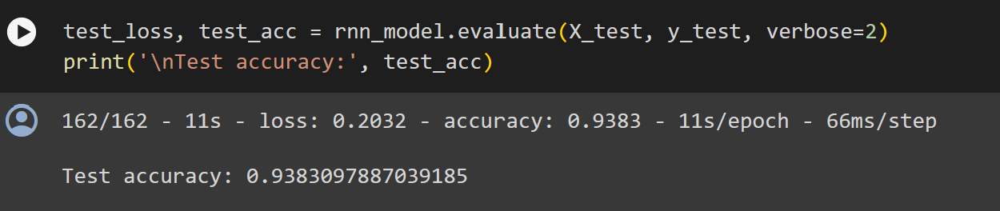 test_loss, test_acc = rnn_model.evaluate(X_test, y_test, verbose=2)
print('\nTest accuracy:', test_acc)
162/162 - 11s - loss: 0.2032 - accuracy: 0.9383 - 11s/epoch - 66ms/step
Test accuracy: 0.9383097887039185